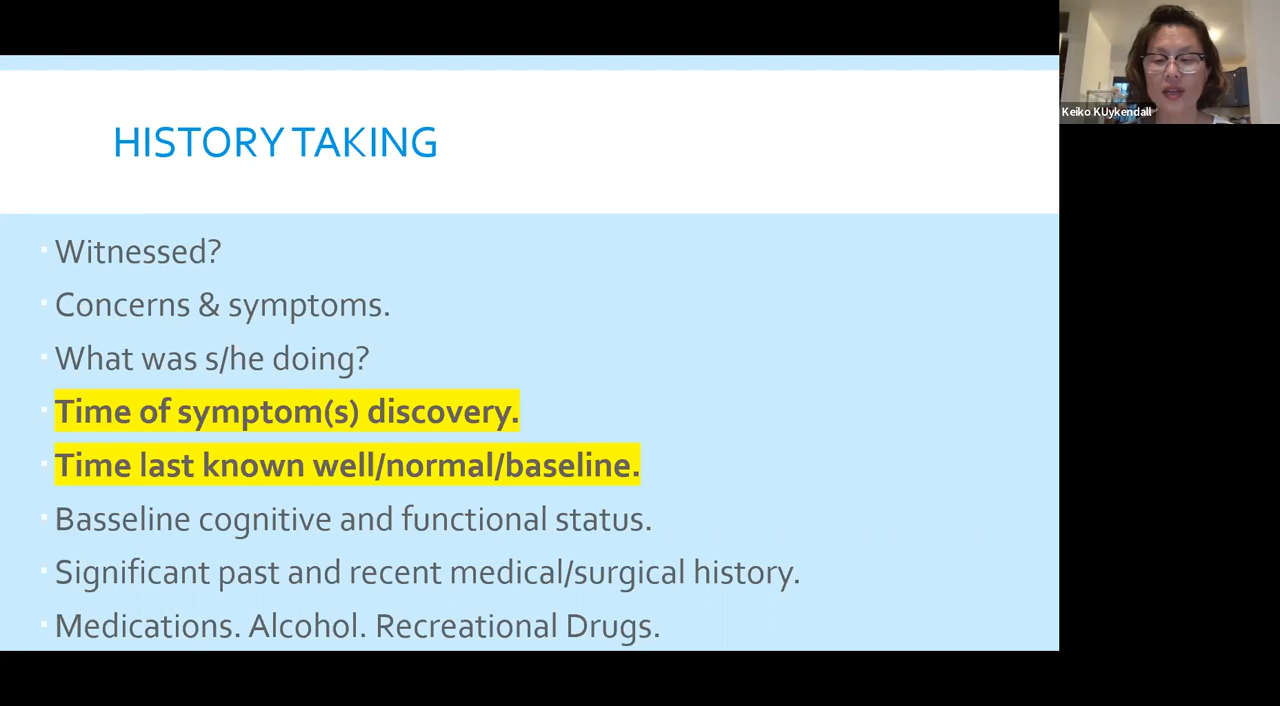 HISTORY TAKING
Witnessed?
Concerns & symptoms.
What was s/he doing?
Time of symptom(s) discovery.
Time last known well/normal/baseline.
Basseline cognitive and functional status.
Significant past and recent medical/surgical history.
Medications. Alcohol. Recreational Drugs.
Keiko KUykendall